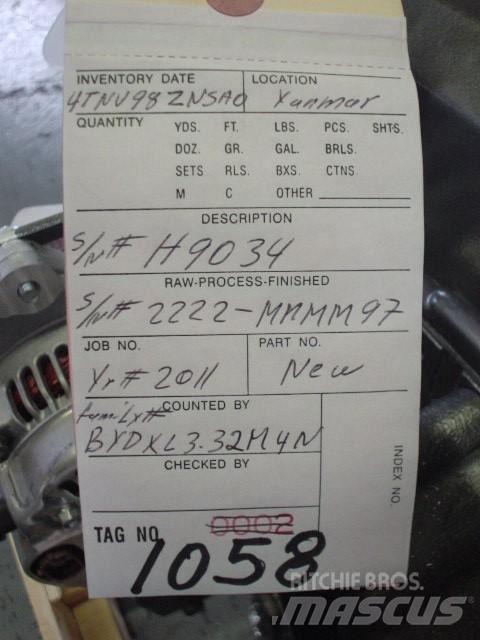 INVENTORY DATE LOCATION
4TNV98ZNSAD Yanmar
QUANTITY YDS. FT. LBS. PCS. SHTS.
DOZ. GR. GAL. BRLS.
SETS RLS. BXS. CTNS
M C OTHER
DESCRIPTION
S/N# H9034
RAW-PROCESS-FINISHED
S/N# 2222-MMMM97
JOB NO. PART NO.
Yr# 2011 New
family# COUNTED BY
BYDXL3.32M4N
CHECKED BY
INDEX NO.
TAG NO. 0002
1058
RITCHIE BROS.
MASCUS